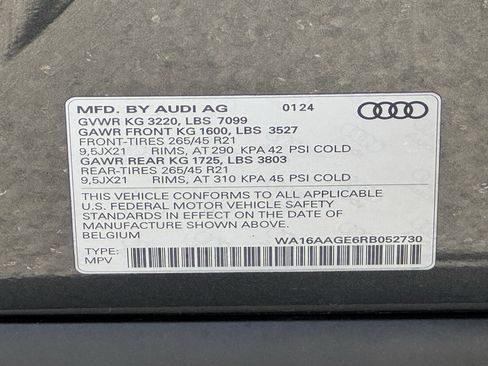 MFD. BY AUDI AG 01 24
GVWR KG 3220, LBS 7099
GAWR FRONT KG 1600, LBS 3527
FRONT-TIRES 265/45 R21
9,5JX21 RIMS, AT 290 KPA 42 PSI COLD
GAWR REAR KG 1725, LBS 3803
REAR-TIRES 265/45 R21
9,5JX21 RIMS, AT 310 KPA 45 PSI COLD
THIS VEHICLE CONFORMS TO ALL APPLICABLE
U.S. FEDERAL MOTOR VEHICLE SAFETY
STANDARDS IN EFFECT ON THE DATE OF
MANUFACTURE SHOWN ABOVE.
BELGIUM WA16AAGE6RB052730
TYPE:
MPV